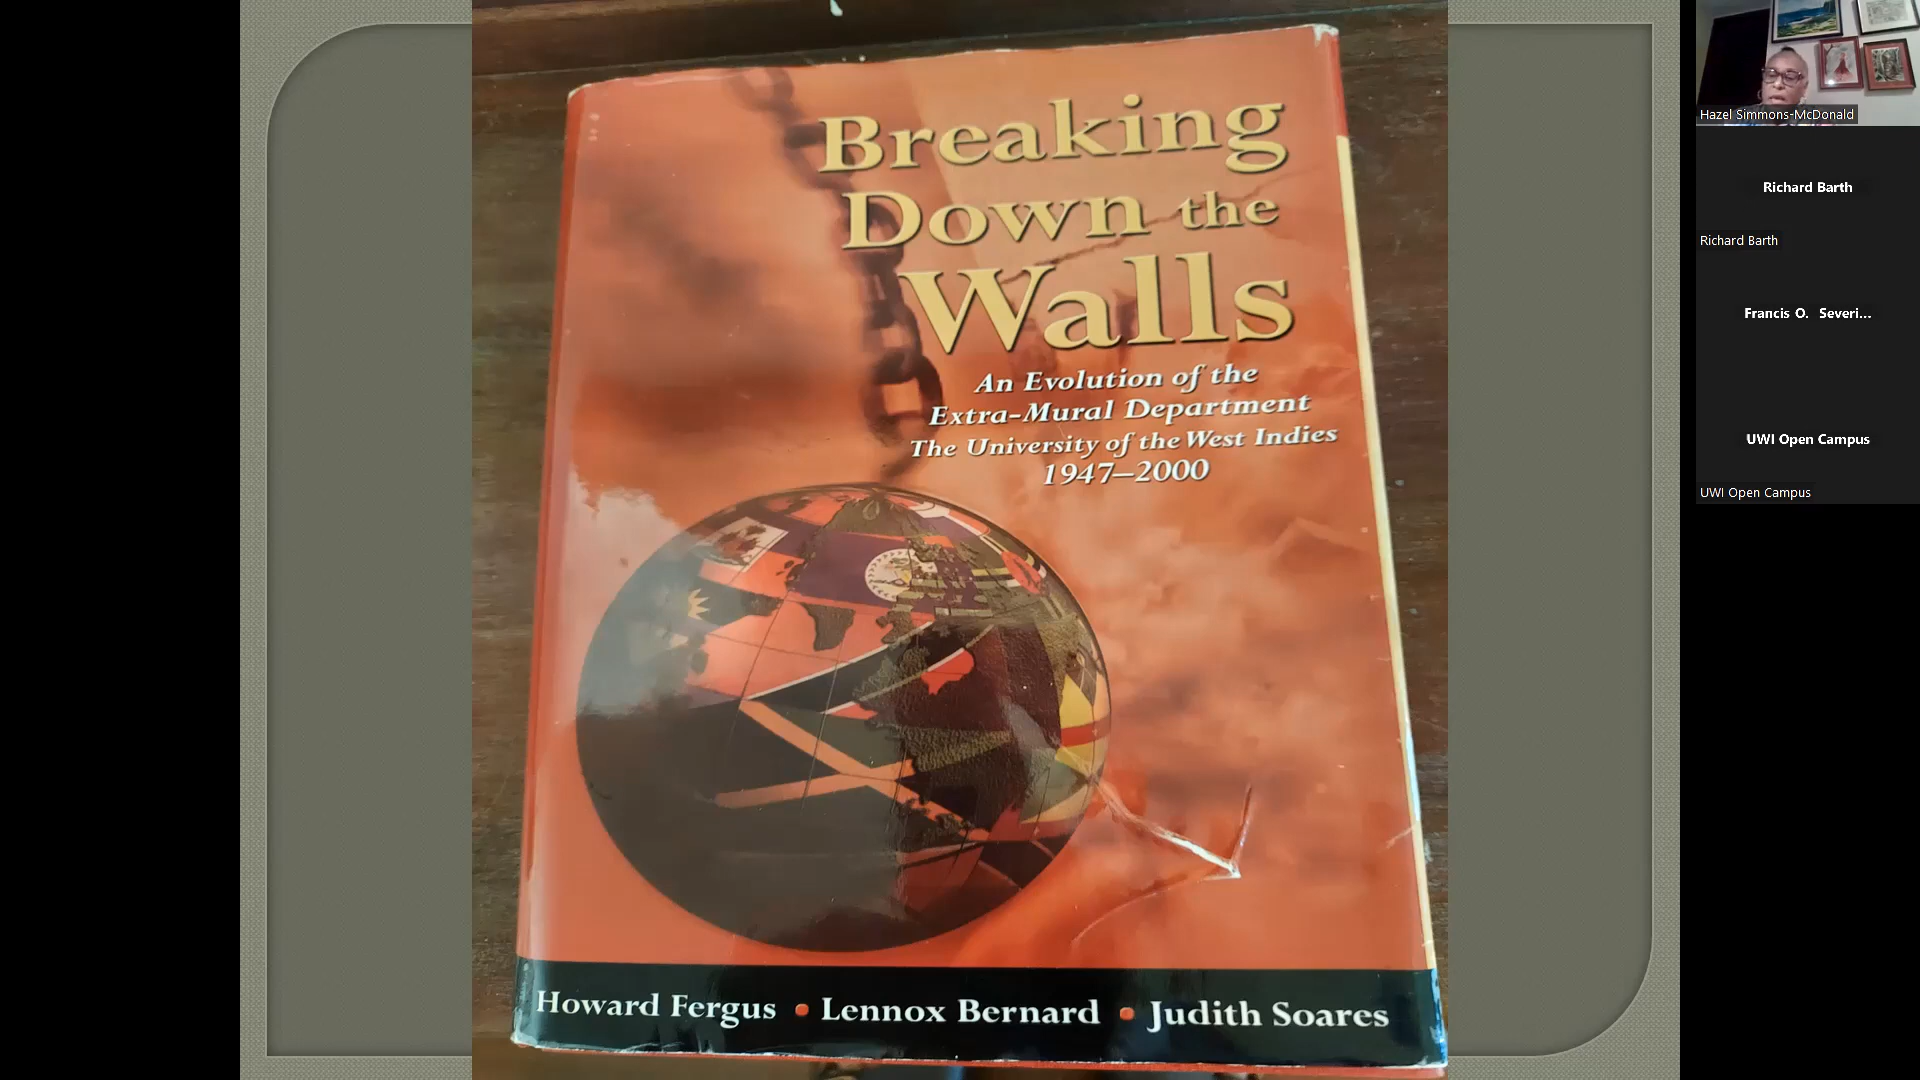 Breaking
Down the
Walls
An Evolution of the
Extra-Mural Department
The University of the West Indies
1947—2000
Howard Fergus • Lennox Bernard • Judith Soares
Hazel Simmons-McDonald
Richard Barth
Richard Barth
Francis O. Severi...
UWI Open Campus
UWI Open Campus